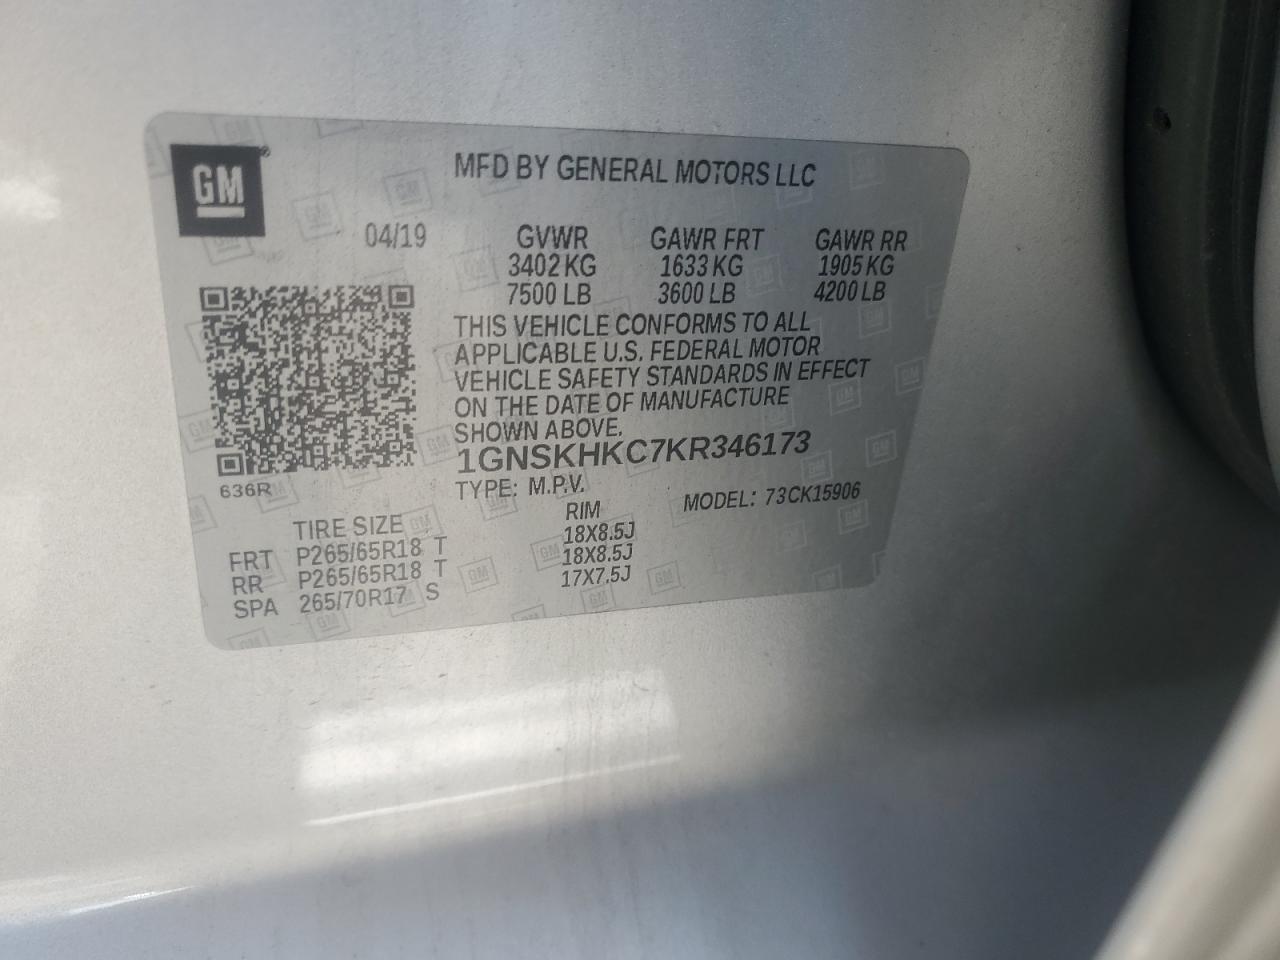 GM
MFD BY GENERAL MOTORS LLC
04/19 GVWR GAWR FRT GAWR RR
3402 KG 1633 KG 1905 KG
7500 LB 3600 LB 4200 LB
THIS VEHICLE CONFORMS TO ALL
APPLICABLE U.S. FEDERAL MOTOR
VEHICLE SAFETY STANDARDS IN EFFECT
ON THE DATE OF MANUFACTURE
SHOWN ABOVE.
1GNSKHKC7KR346173
636R
TYPE: M.P.V. MODEL: 73CK15906
TIRE SIZE RIM
FRT P265/65R18 T 18X8.5J
RR P265/65R18 T 18X8.5J
SPA 265/70R17 S 17X7.5J